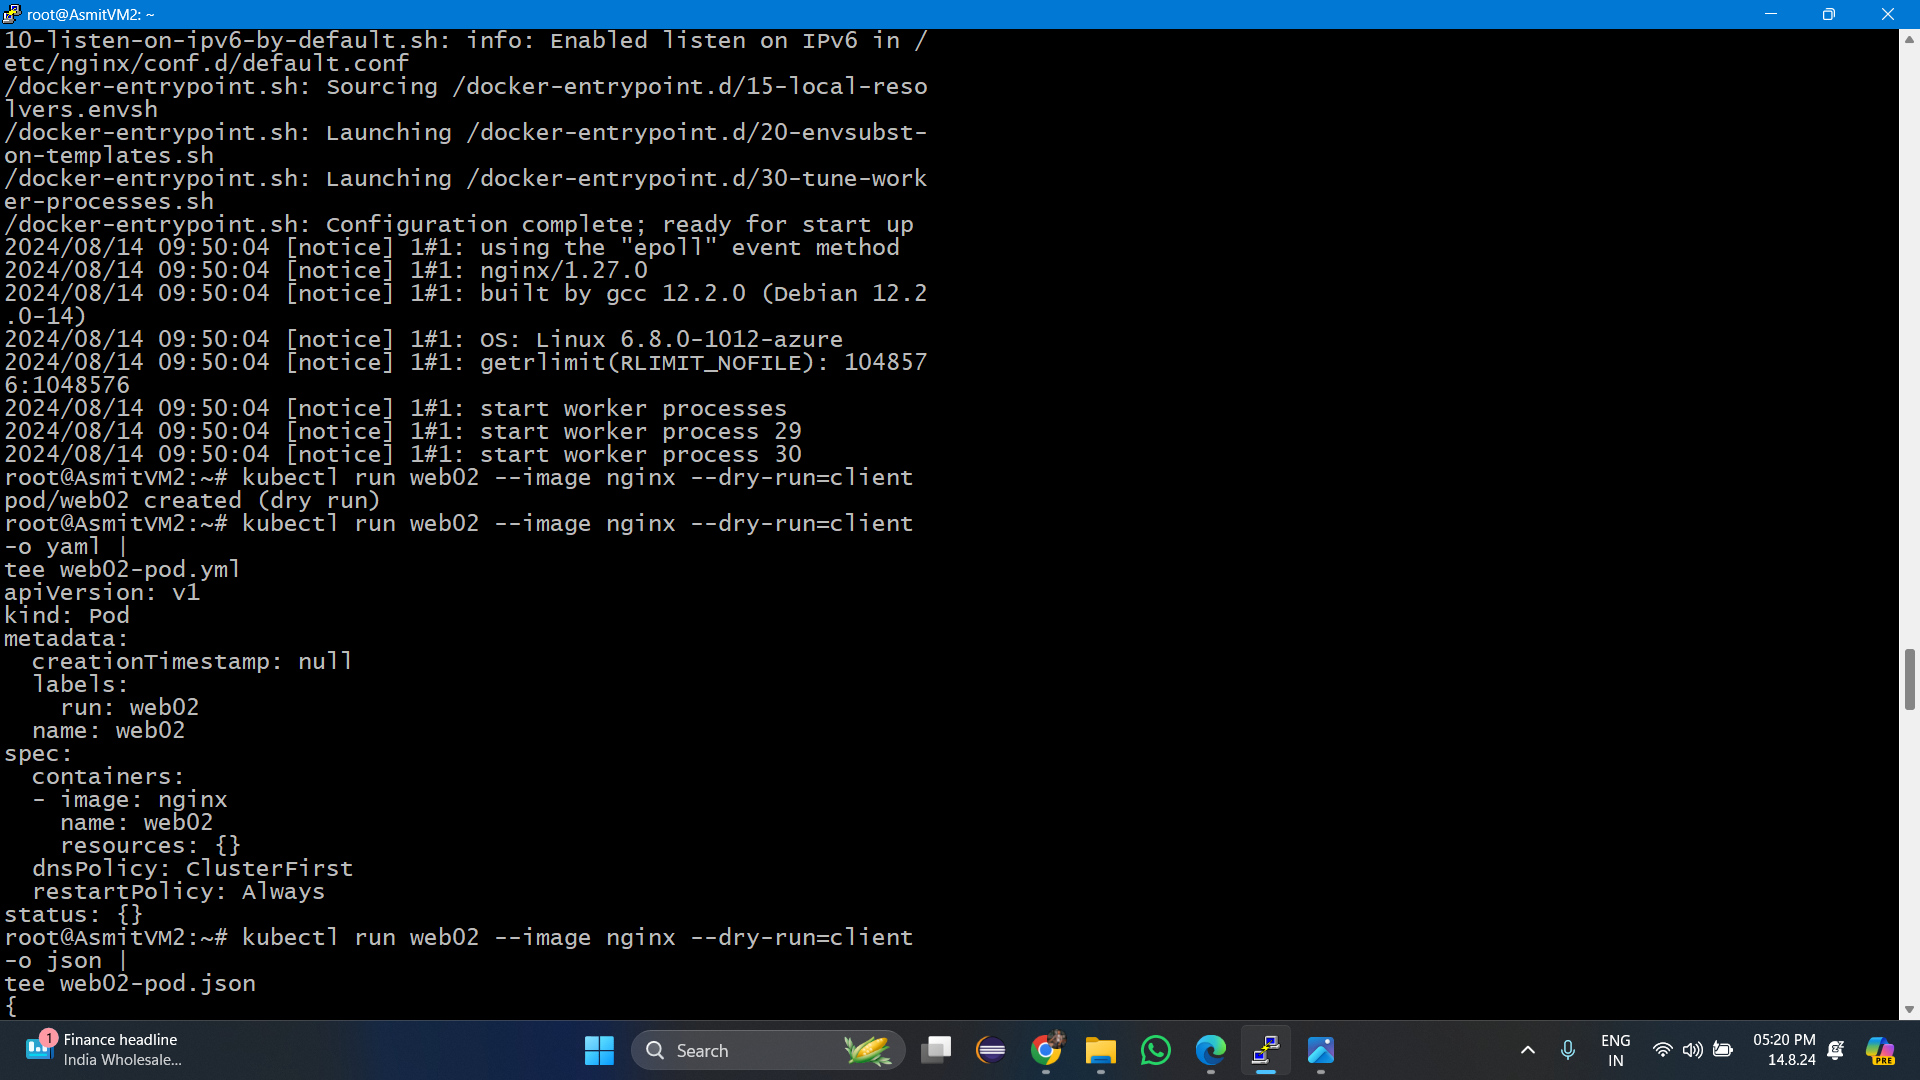 root@AsmitVM2: ~
10-listen-on-ipv6-by-default.sh: info: Enabled listen on IPv6 in /
etc/nginx/conf.d/default.conf
/docker-entrypoint.sh: Sourcing /docker-entrypoint.d/15-local-reso
lvers.envsh
/docker-entrypoint.sh: Launching /docker-entrypoint.d/20-envsubst-
on-templates.sh
/docker-entrypoint.sh: Launching /docker-entrypoint.d/30-tune-work
er-processes.sh
/docker-entrypoint.sh: Configuration complete; ready for start up
2024/08/14 09:50:04 [notice] 1#1: using the "epoll" event method
2024/08/14 09:50:04 [notice] 1#1: nginx/1.27.0
2024/08/14 09:50:04 [notice] 1#1: built by gcc 12.2.0 (Debian 12.2
.0-14)
2024/08/14 09:50:04 [notice] 1#1: OS: Linux 6.8.0-1012-azure
2024/08/14 09:50:04 [notice] 1#1: getrlimit(RLIMIT_NOFILE): 104857
6:1048576
2024/08/14 09:50:04 [notice] 1#1: start worker processes
2024/08/14 09:50:04 [notice] 1#1: start worker process 29
2024/08/14 09:50:04 [notice] 1#1: start worker process 30
root@AsmitVM2:~# kubectl run web02 --image nginx --dry-run=client
pod/web02 created (dry run)
root@AsmitVM2:~# kubectl run web02 --image nginx --dry-run=client
-o yaml |
tee web02-pod.yml
apiVersion: v1
kind: Pod
metadata:
  creationTimestamp: null
  labels:
    run: web02
  name: web02
spec:
  containers:
  - image: nginx
    name: web02
    resources: {}
  dnsPolicy: ClusterFirst
  restartPolicy: Always
status: {}
root@AsmitVM2:~# kubectl run web02 --image nginx --dry-run=client
-o json |
tee web02-pod.json
{
1
Finance headline
India Wholesale...
Search
ENG
IN
05:20 PM
14.8.24
PRE